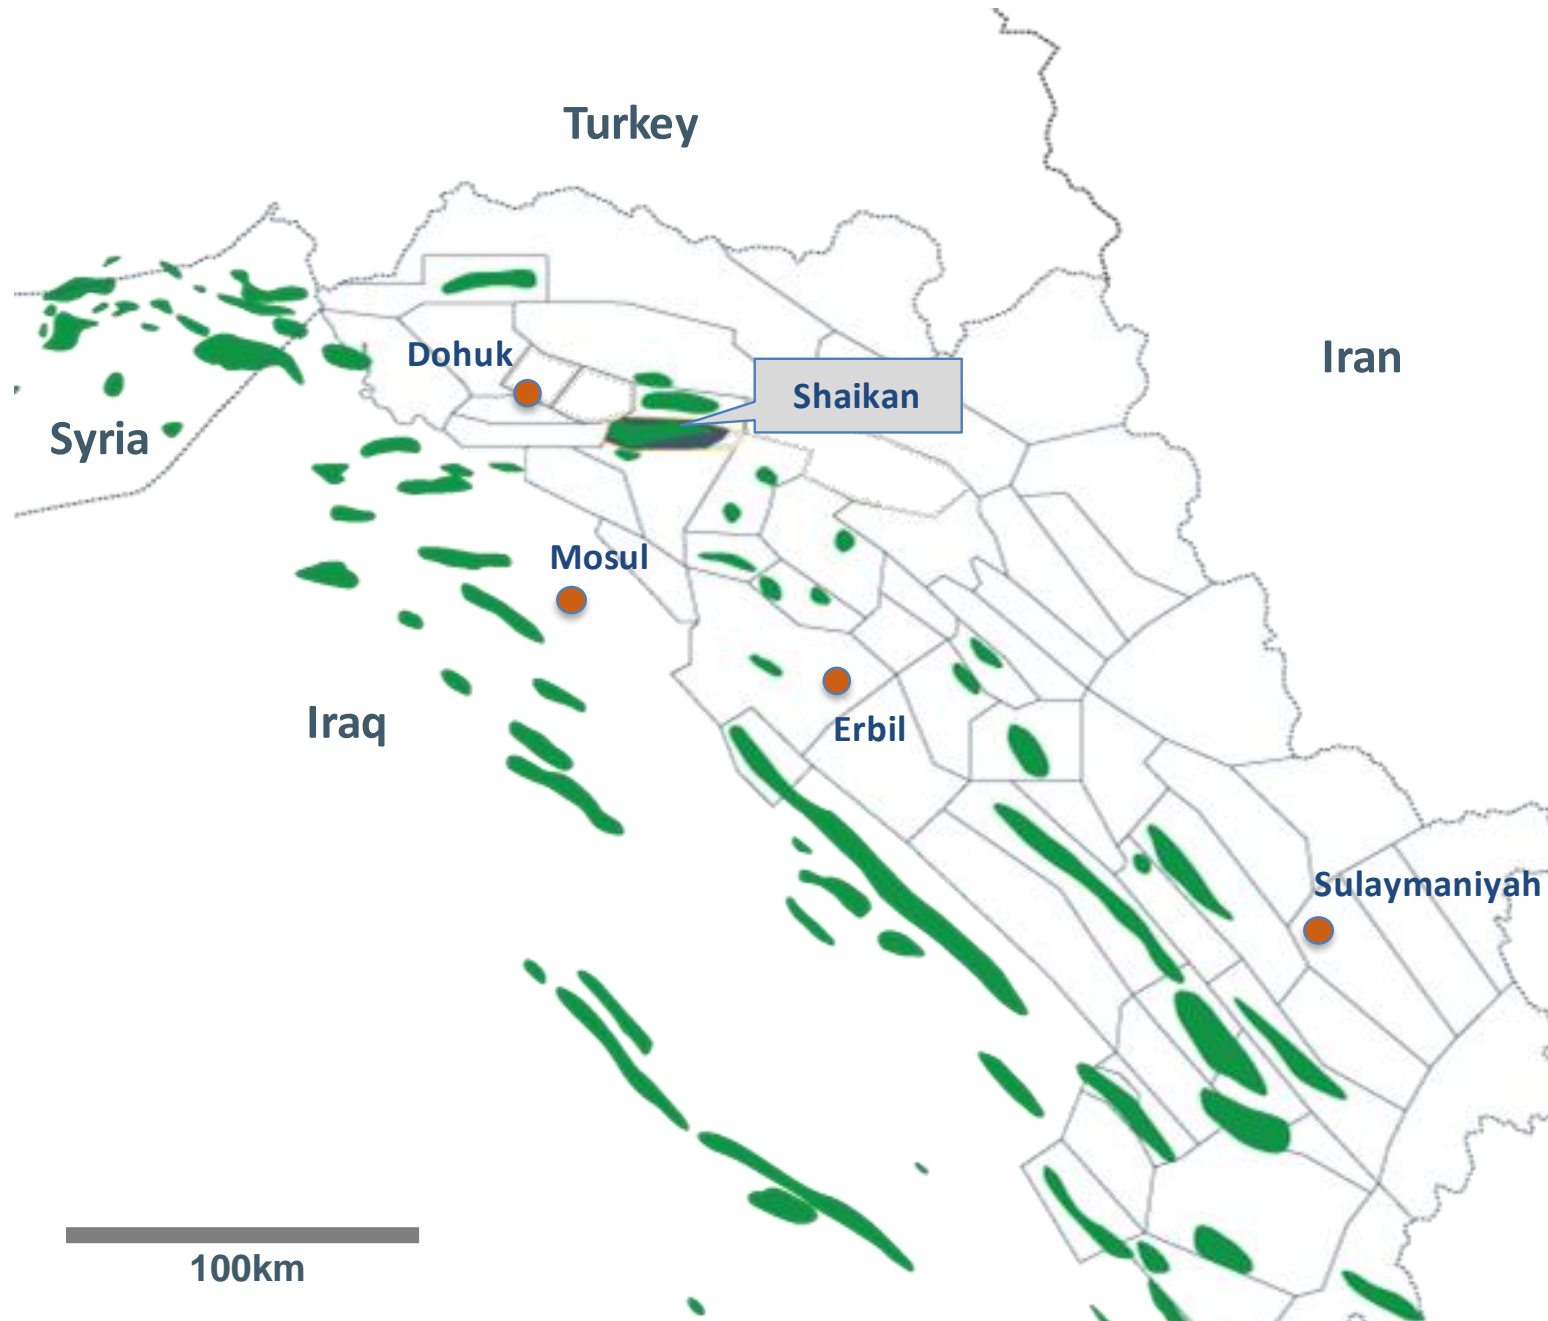 Turkey
Dohuk
Iran
Shaikan
Syria
Mosul
Iraq
Erbil
Sulaymaniyah
100km